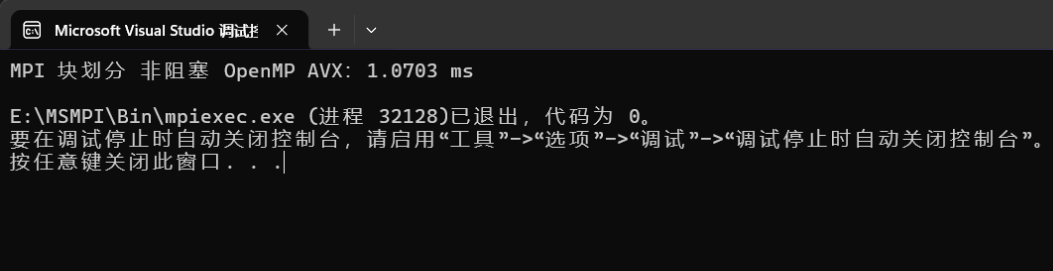 Microsoft Visual Studio 调试
MPI 块划分 非阻塞 OpenMP AVX: 1.0703 ms
E:\MSMPI\Bin\mpiexec.exe (进程 32128)已退出，代码为 0。
要在调试停止时自动关闭控制台，请启用“工具”->“选项”->“调试”->“调试停止时自动关闭控制台”。
按任意键关闭此窗口. . .